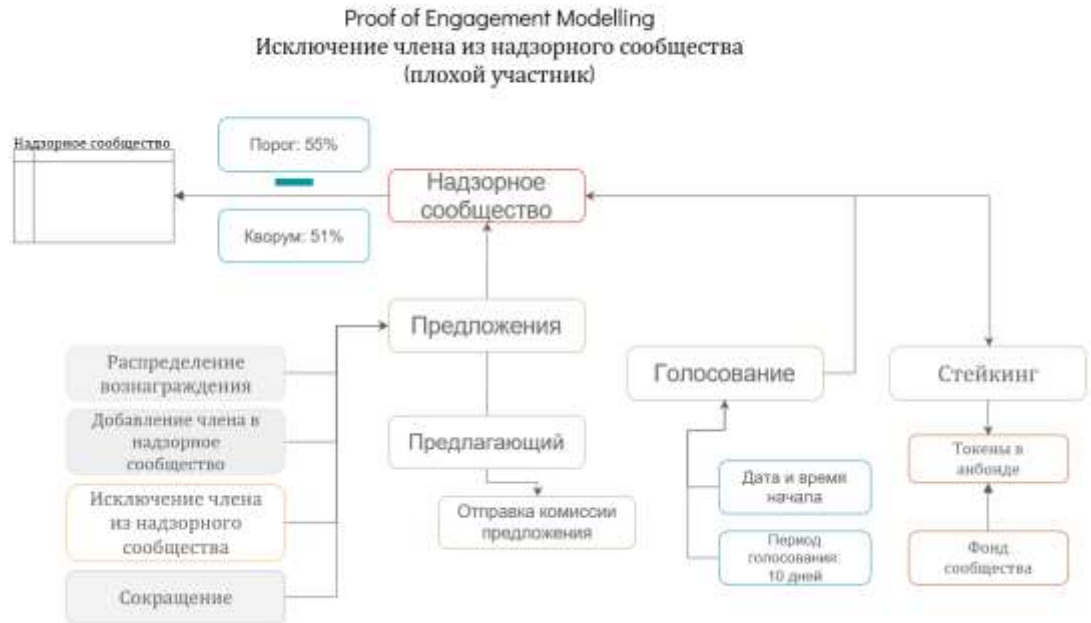 Proof of Engagement Modelling
Исключение члена из надзорного сообщества
(плохой участник)
Надзорное сообщество
Порог: 55%
Кворум: 51%
Надзорное
сообщество
Предложения
Распределение
вознаграждения
Добавление члена в
надзорное
сообщество
Исключение члена
из надзорного
сообщества
Сокращение
Предлагающий
Отправка комиссии
предложения
Голосование
Дата и время
начала
Период
голосования:
10 дней
Стейкинг
Токены в
анбонде
Фонд
сообщества